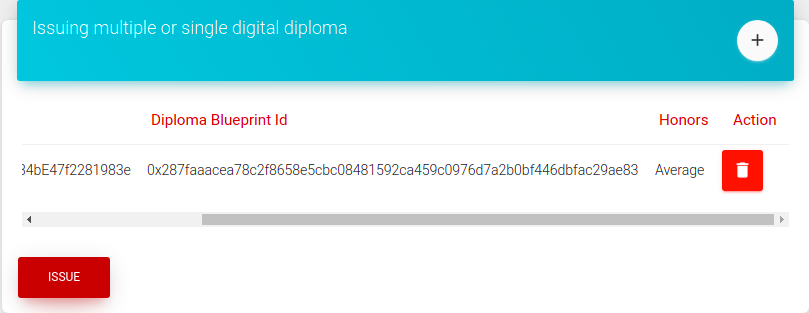 Issuing multiple or single digital diploma
+
Diploma Blueprint Id Honors Action
34bE47f2281983e 0x287faaacea78c2f8658e5cbc08481592ca459c0976d7a2b0bf446dbfac29ae83 Average
ISSUE